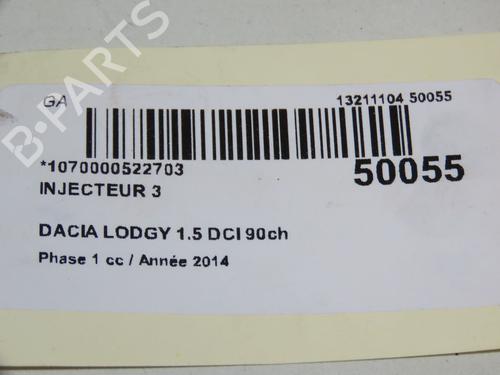 GA 13211104 50055
*1070000522703 50055
INJECTEUR 3
DACIA LODGY 1.5 DCI 90ch
Phase 1 cc / Année 2014
B-PARTS